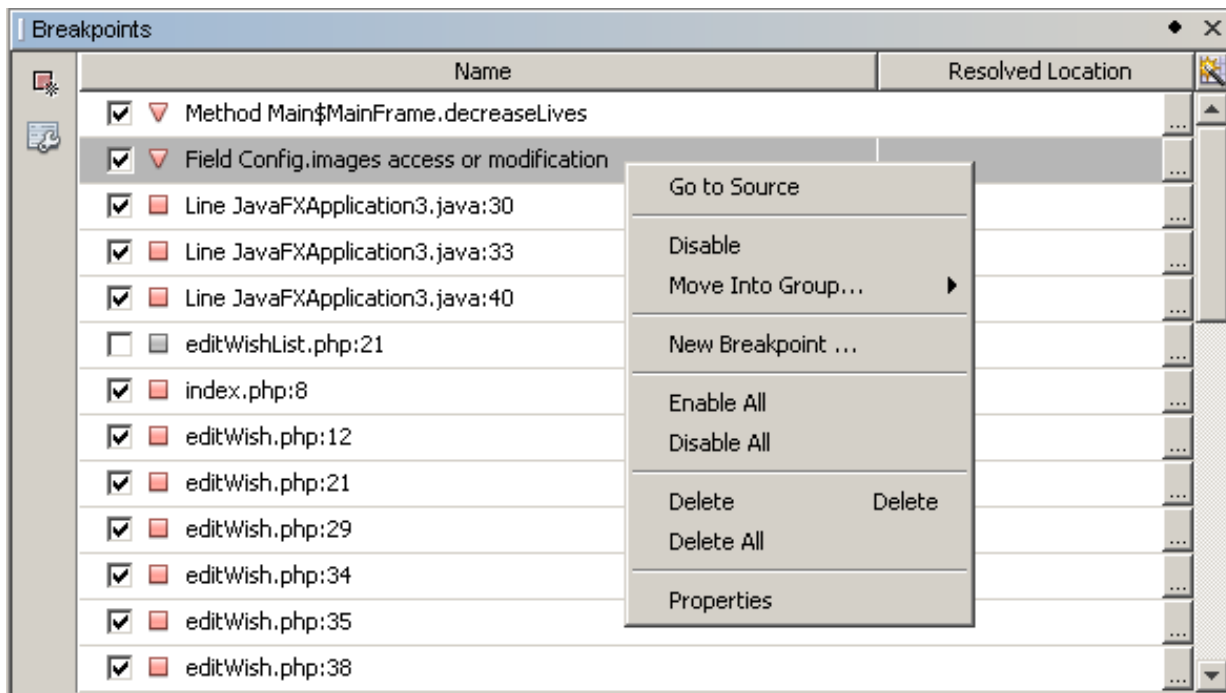 Breakpoints
Name Resolved Location
Method Main$MainFrame.decreaseLives
Field Config.images access or modification
Line JavaFXApplication3.java:30
Line JavaFXApplication3.java:33
Line JavaFXApplication3.java:40
editWishList.php:21
index.php:8
editWish.php:12
editWish.php:21
editWish.php:29
editWish.php:34
editWish.php:35
editWish.php:38
Go to Source
Disable
Move Into Group...
New Breakpoint ...
Enable All
Disable All
Delete Delete
Delete All
Properties
...
...
...
...
...
...
...
...
...
...
...
...
...